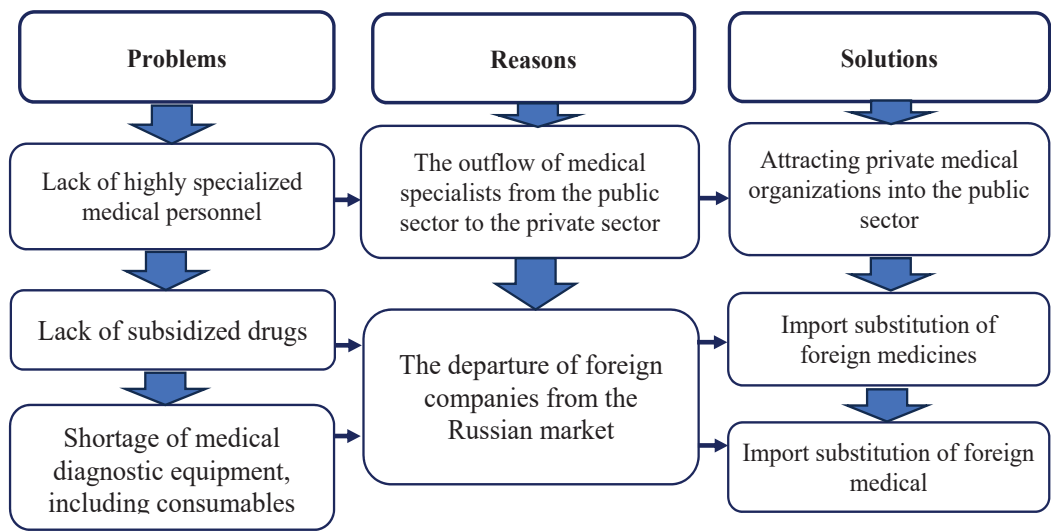 Problems
Reasons
Solutions
Lack of highly specialized
medical personnel
The outflow of medical
specialists from the public
sector to the private sector
Attracting private medical
organizations into the public
sector
Lack of subsidized drugs
The departure of foreign
companies from the
Russian market
Import substitution of
foreign medicines
Shortage of medical
diagnostic equipment,
including consumables
Import substitution of foreign
medical